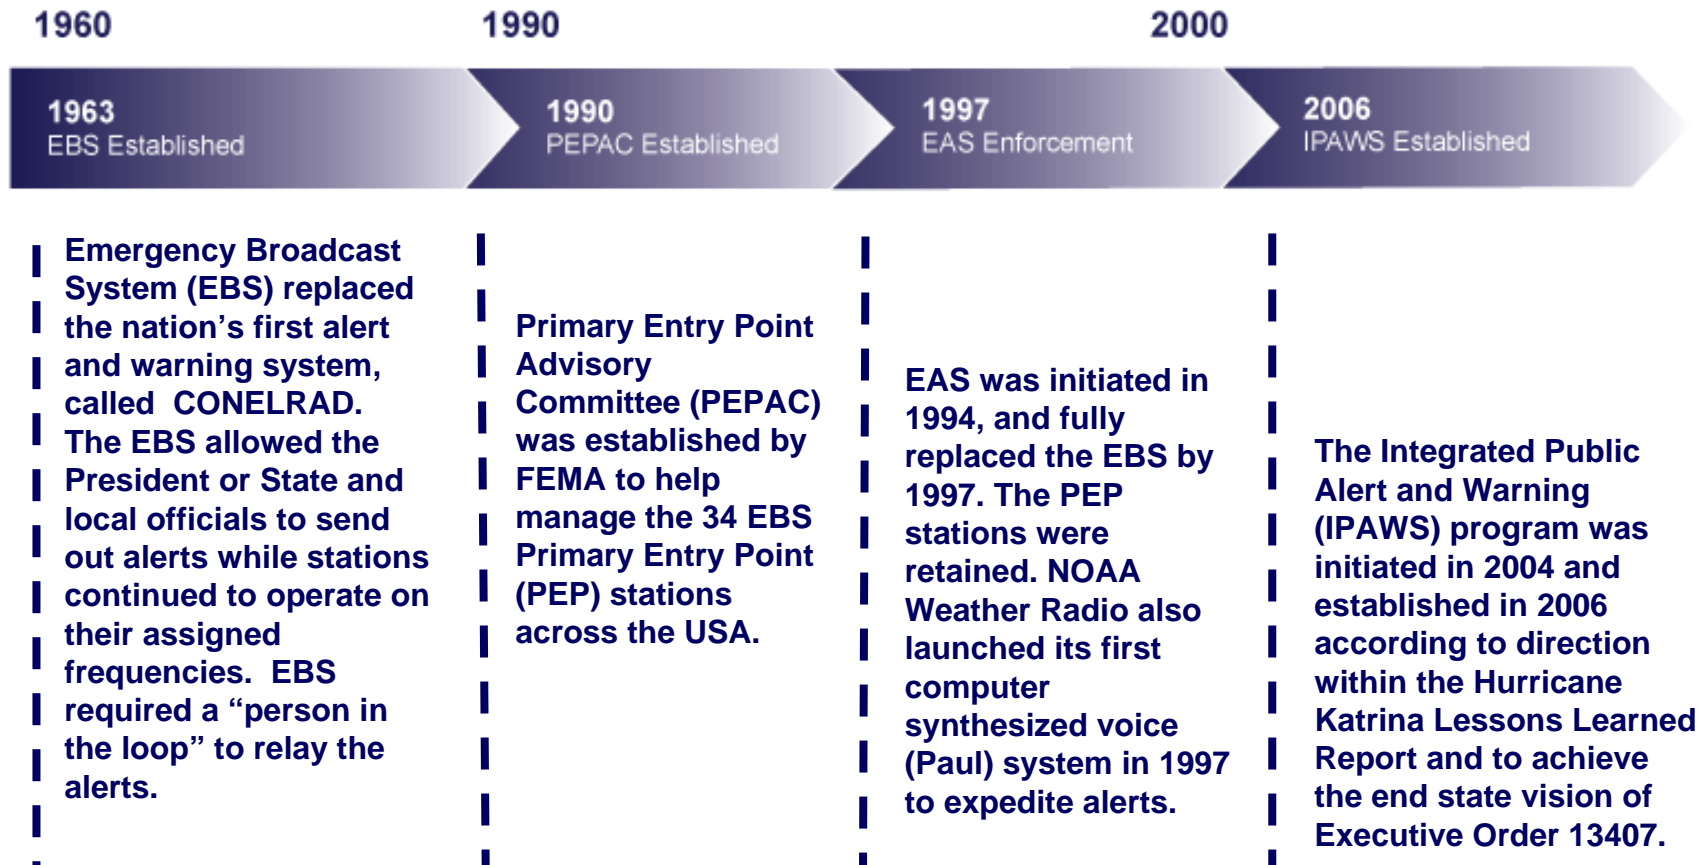 1960
1990
2000
1963
EBS Established
1990
PEPAC Established
1997
EAS Enforcement
2006
IPAWS Established
Emergency Broadcast
System (EBS) replaced
the nation’s first alert
and warning system,
called  CONELRAD.
The EBS allowed the
President or State and
local officials to send
out alerts while stations
continued to operate on
their assigned
frequencies.  EBS
required a “person in
the loop” to relay the
alerts.
Primary Entry Point
Advisory
Committee (PEPAC)
was established by
FEMA to help
manage the 34 EBS
Primary Entry Point
(PEP) stations
across the USA.
EAS was initiated in
1994, and fully
replaced the EBS by
1997. The PEP
stations were
retained. NOAA
Weather Radio also
launched its first
computer
synthesized voice
(Paul) system in 1997
to expedite alerts.
The Integrated Public
Alert and Warning
(IPAWS) program was
initiated in 2004 and
established in 2006
according to direction
within the Hurricane
Katrina Lessons Learned
Report and to achieve
the end state vision of
Executive Order 13407.